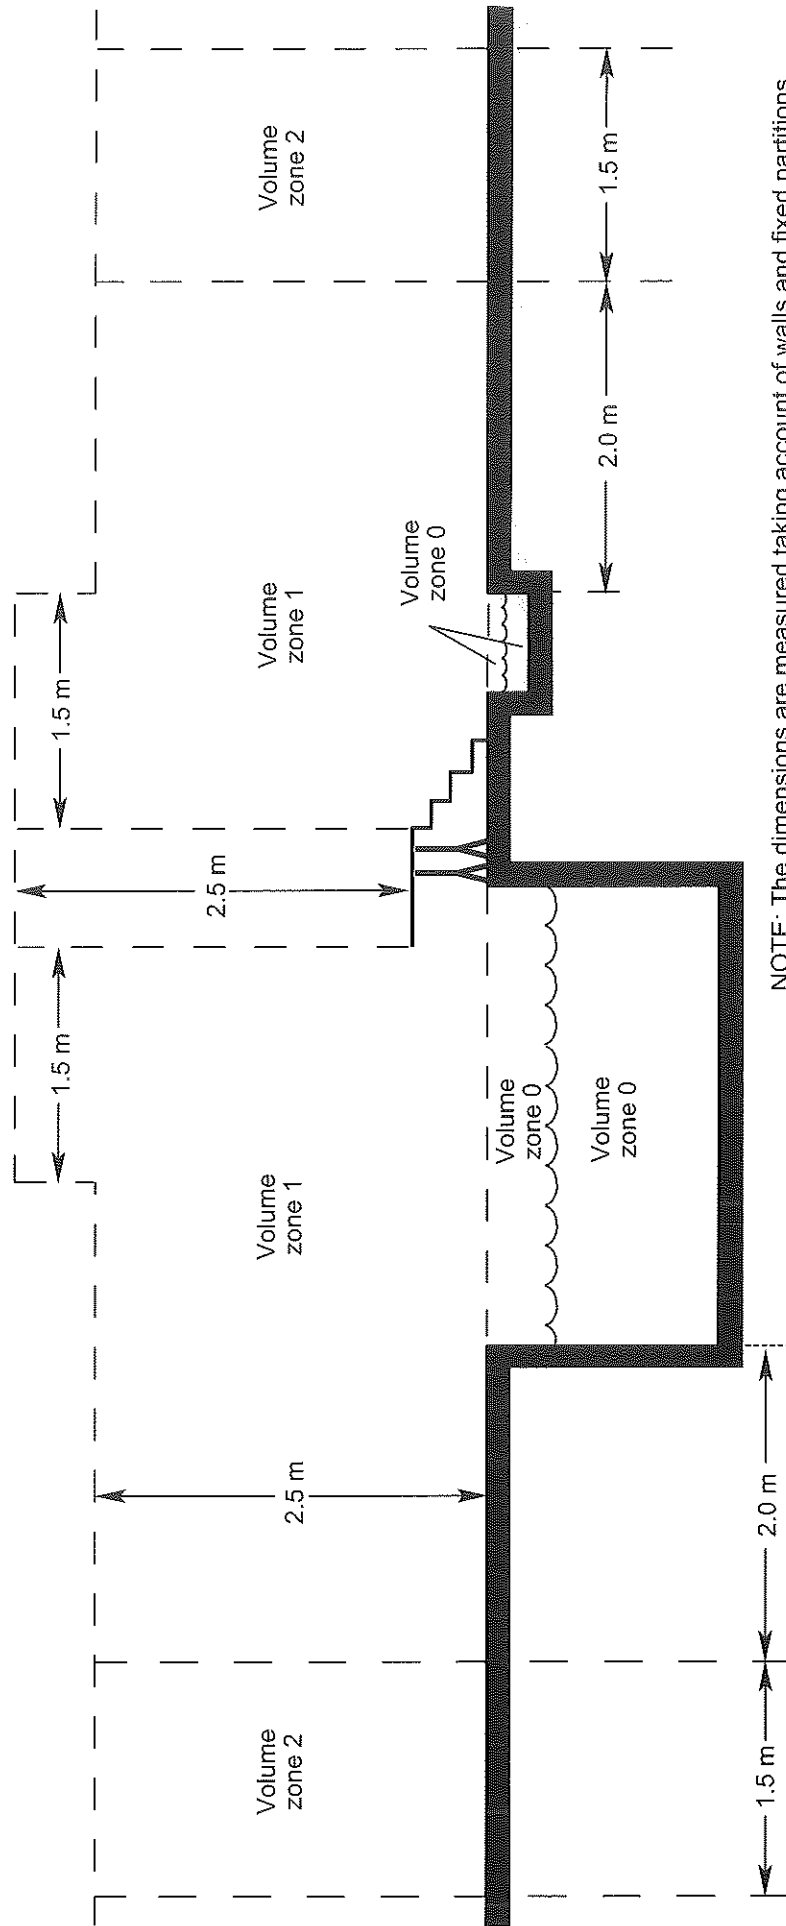 1.5 m
1.5 m
2.5 m
Volume
zone 2
Volume
zone 1
Volume
zone 1
Volume
zone 2
2.5 m
Volume
zone 0
Volume
zone 0
Volume
zone 0
1.5 m
2.0 m
2.0 m
1.5 m
NOTE: The dimensions are measured taking account of walls and fixed partitions